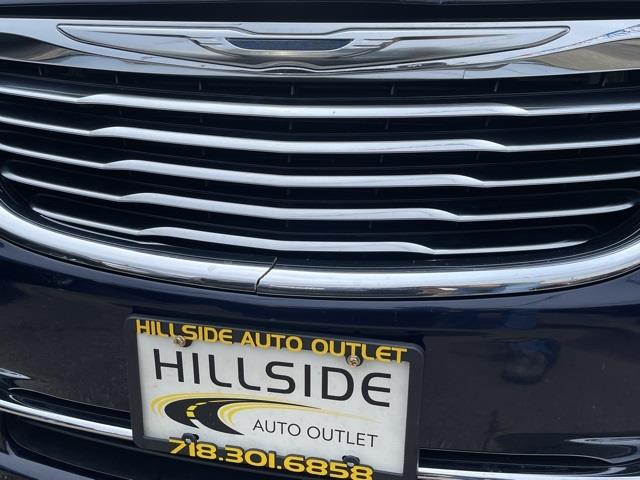 HILLSIDE AUTO OUTLET
HILLSIDE
AUTO OUTLET
718.301.6858